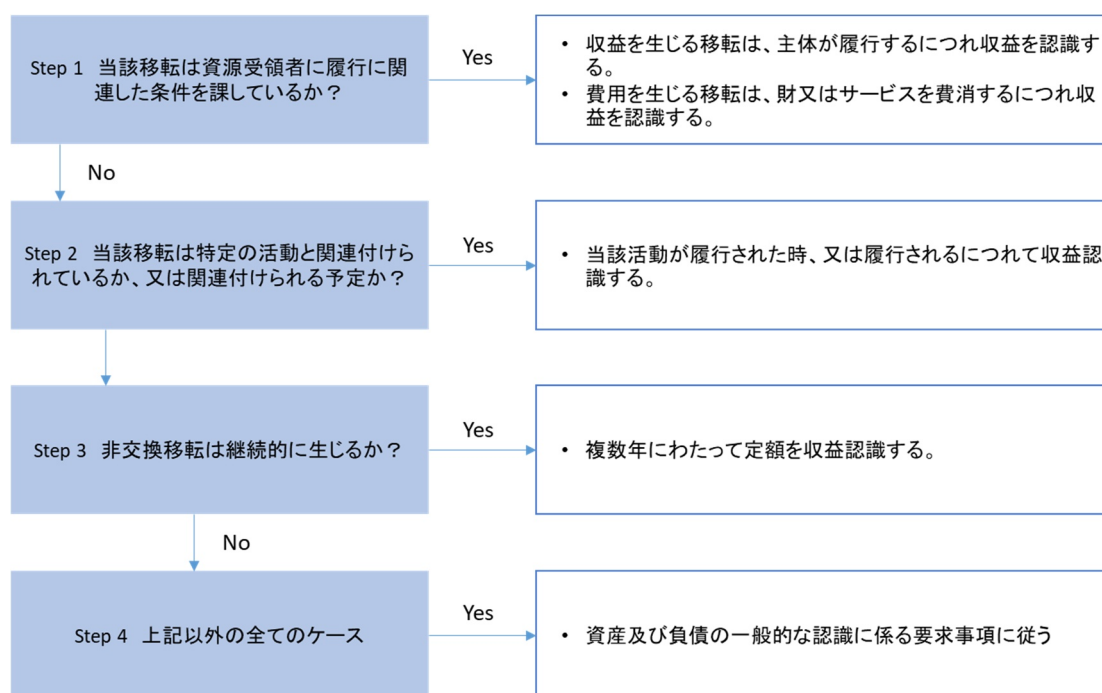 Step 1 当該移転は資源受領者に履行に関
連した条件を課しているか？
Yes
• 収益を生じる移転は、主体が履行するにつれ収益を認識す
る。
• 費用を生じる移転は、財又はサービスを費消するにつれ収
益を認識する。
No
Step 2 当該移転は特定の活動と関連付けら
れているか、又は関連付けられる予定か？
Yes
• 当該活動が履行された時、又は履行されるにつれて収益認
識する。
Step 3 非交換移転は継続的に生じるか？
Yes
• 複数年にわたって定額を収益認識する。
No
Step 4 上記以外の全てのケース
Yes
• 資産及び負債の一般的な認識に係る要求事項に従う